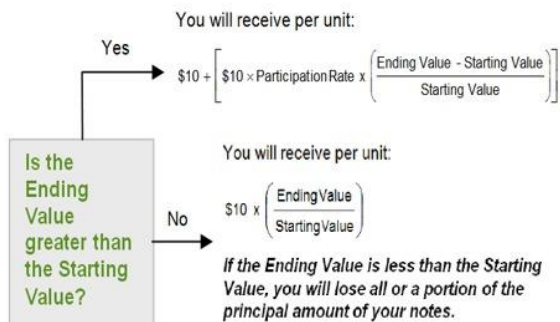 You will receive per unit:
Yes
$10 + [ $10 × Participation Rate x ( Ending Value - Starting Value / Starting Value ) ]
Is the
Ending
Value
greater than
the Starting
Value?
No
You will receive per unit:
$10 x ( Ending Value / Starting Value )
If the Ending Value is less than the Starting
Value, you will lose all or a portion of the
principal amount of your notes.